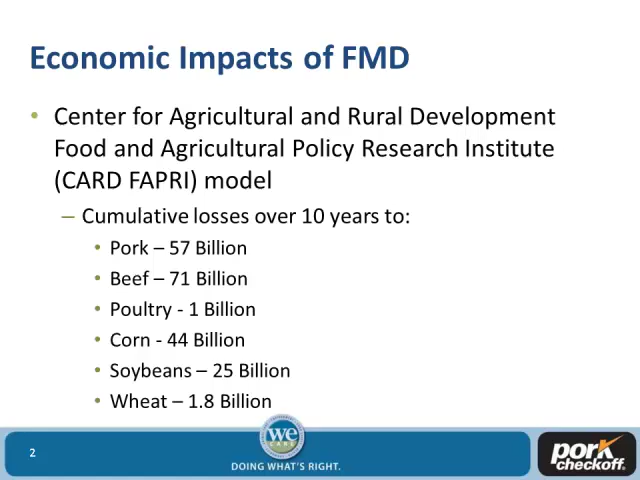 Economic Impacts of FMD
• Center for Agricultural and Rural Development
Food and Agricultural Policy Research Institute
(CARD FAPRI) model
– Cumulative losses over 10 years to:
• Pork – 57 Billion
• Beef – 71 Billion
• Poultry - 1 Billion
• Corn - 44 Billion
• Soybeans – 25 Billion
• Wheat – 1.8 Billion
2
we
CARE
DOING WHAT'S RIGHT.
pork
checkoff.